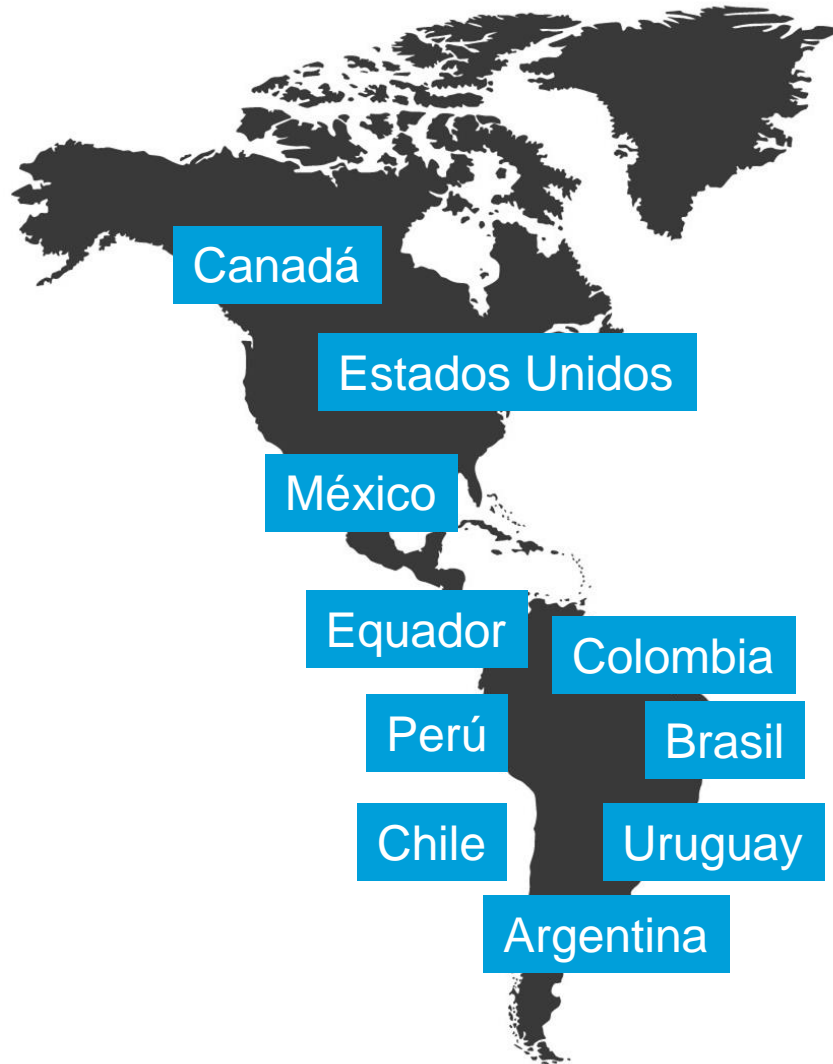 Canadá
Estados Unidos
México
Equador
Colombia
Perú
Brasil
Chile
Uruguay
Argentina